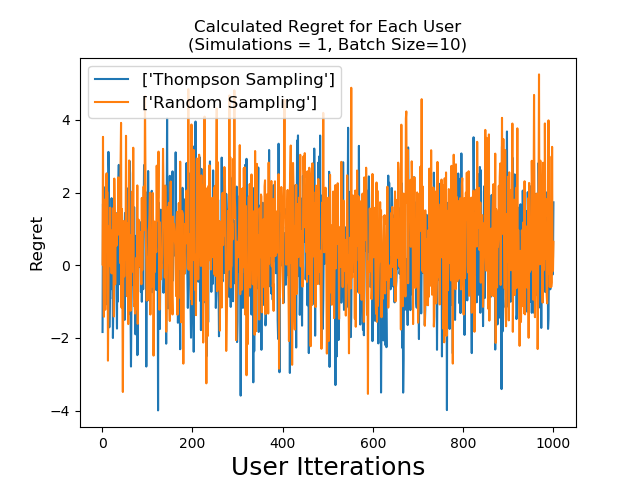 Calculated Regret for Each User
(Simulations = 1, Batch Size=10)
['Thompson Sampling']
['Random Sampling']
Regret
4
2
0
−2
−4
0 200 400 600 800 1000
User Itterations